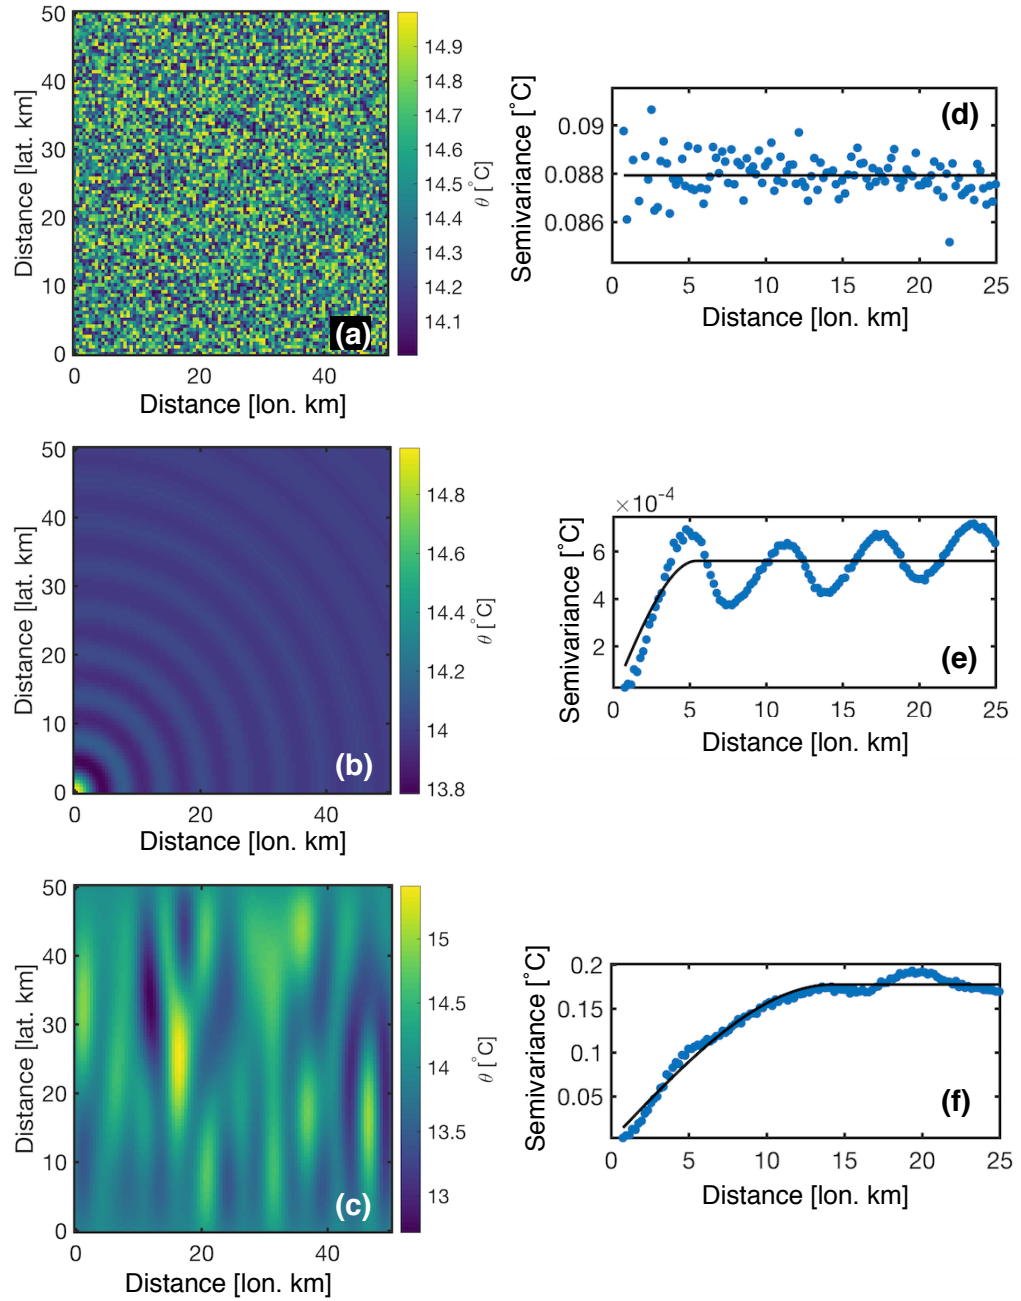 50
40
30
20
10
0
0 20 40
Distance [lat. km]
Distance [lon. km]
(a)
14.9
14.8
14.7
14.6
14.5
14.4
14.3
14.2
14.1
θ [°C]
(d)
0.09
0.088
0.086
Semivariance [°C]
0 5 10 15 20 25
Distance [lon. km]
50
40
30
20
10
0
0 20 40
Distance [lat. km]
Distance [lon. km]
(b)
14.8
14.6
14.4
14.2
14
13.8
θ [°C]
×10⁻⁴
6
4
2
Semivariance [°C]
(e)
0 5 10 15 20 25
Distance [lon. km]
50
40
30
20
10
0
0 20 40
Distance [lat. km]
Distance [lon. km]
(c)
15
14.5
14
13.5
13
θ [°C]
0.2
0.15
0.1
0.05
Semivariance [°C]
(f)
0 5 10 15 20 25
Distance [lon. km]